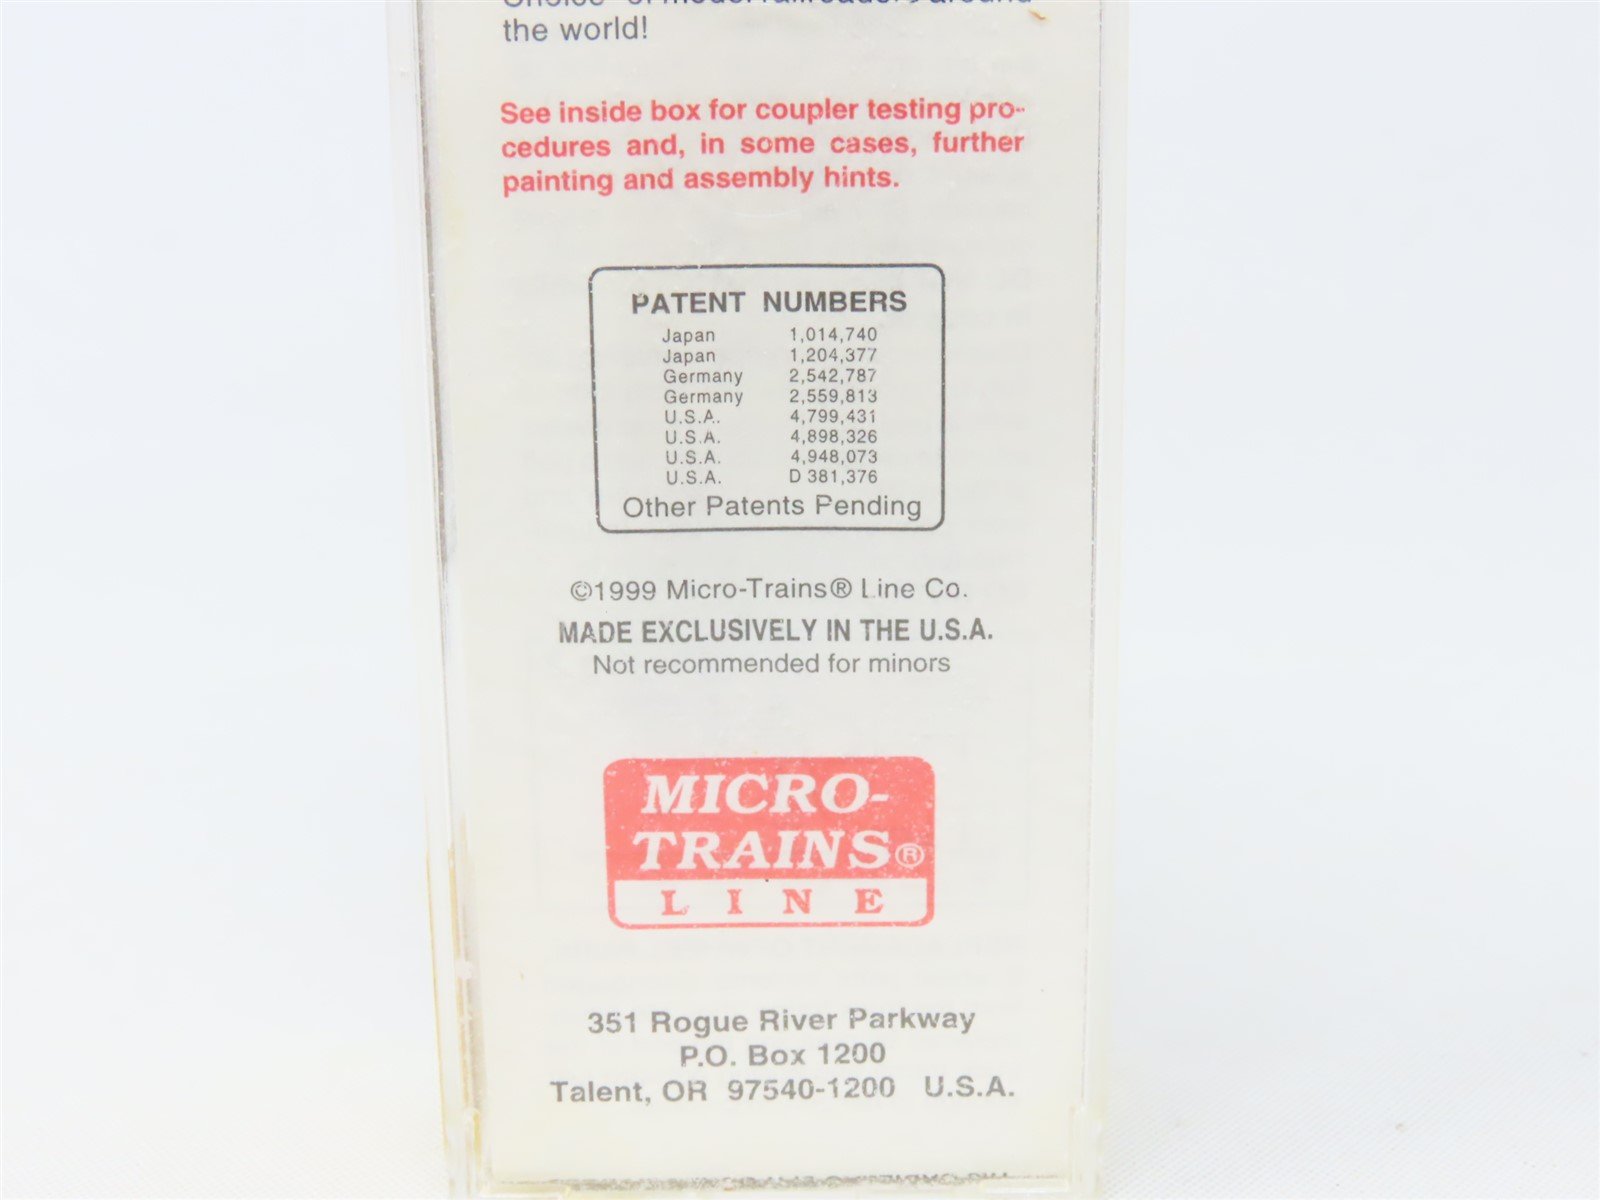 the world!
See inside box for coupler testing pro-
cedures and, in some cases, further
painting and assembly hints.
PATENT NUMBERS
Japan 1,014,740
Japan 1,204,377
Germany 2,542,787
Germany 2,559,813
U.S.A. 4,799,431
U.S.A. 4,898,326
U.S.A. 4,948,073
U.S.A. D 381,376
Other Patents Pending
©1999 Micro-Trains® Line Co.
MADE EXCLUSIVELY IN THE U.S.A.
Not recommended for minors
MICRO-
TRAINS®
LINE
351 Rogue River Parkway
P.O. Box 1200
Talent, OR 97540-1200 U.S.A.